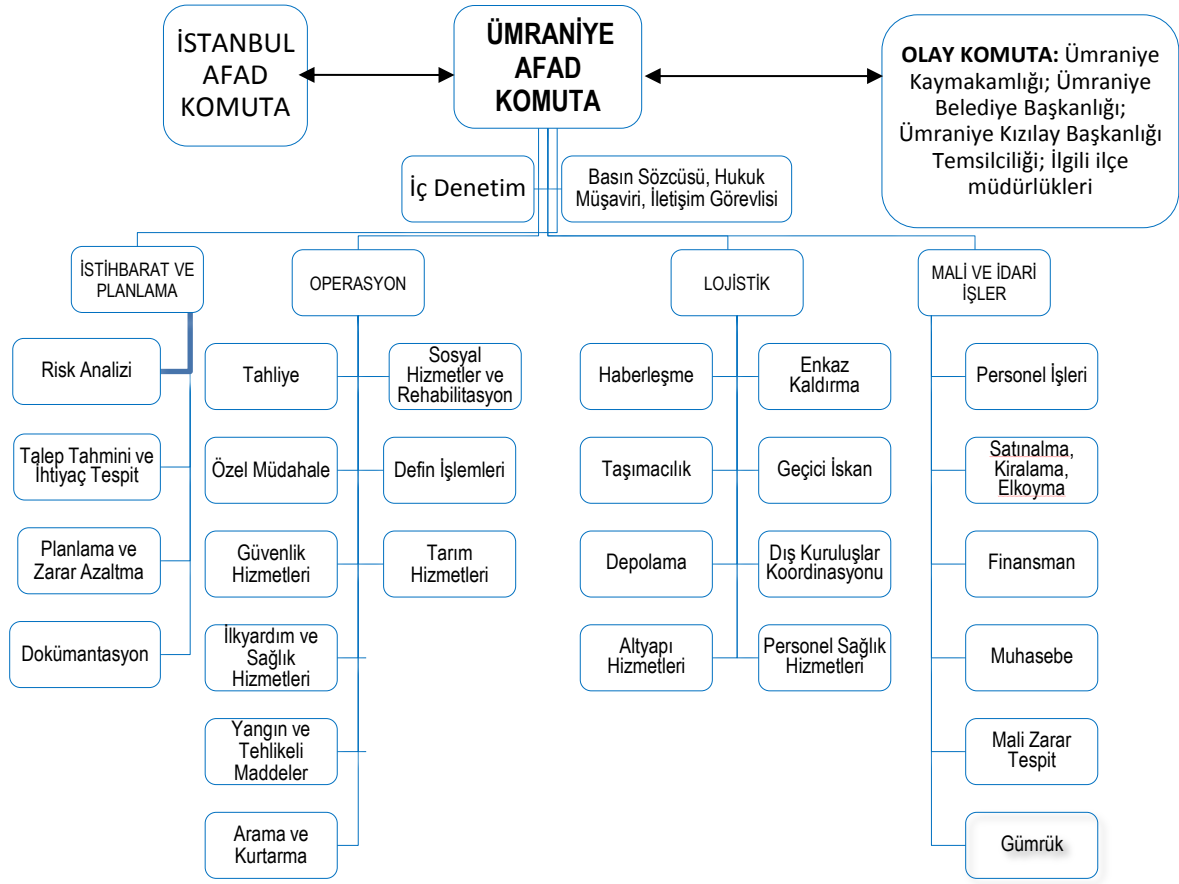 İSTANBUL
AFAD
KOMUTA
ÜMRANİYE
AFAD
KOMUTA
OLAY KOMUTA: Ümraniye
Kaymakamlığı; Ümraniye
Belediye Başkanlığı;
Ümraniye Kızılay Başkanlığı
Temsilciliği; İlgili ilçe
müdürlükleri
İç Denetim
Basın Sözcüsü, Hukuk
Müşaviri, İletişim Görevlisi
İSTİHBARAT VE
PLANLAMA
Risk Analizi
Talep Tahmini ve
İhtiyaç Tespit
Planlama ve
Zarar Azaltma
Dokümantasyon
OPERASYON
Tahliye
Sosyal
Hizmetler ve
Rehabilitasyon
Özel Müdahale
Defin İşlemleri
Güvenlik
Hizmetleri
Tarım
Hizmetleri
İlkyardım ve
Sağlık
Hizmetleri
Yangın ve
Tehlikeli
Maddeler
Arama ve
Kurtarma
LOJİSTİK
Haberleşme
Enkaz
Kaldırma
Taşımacılık
Geçici İskan
Depolama
Dış Kuruluşlar
Koordinasyonu
Altyapı
Hizmetleri
Personel Sağlık
Hizmetleri
MALİ VE İDARİ
İŞLER
Personel İşleri
Satınalma,
Kiralama,
Elkoyma
Finansman
Muhasebe
Mali Zarar
Tespit
Gümrük